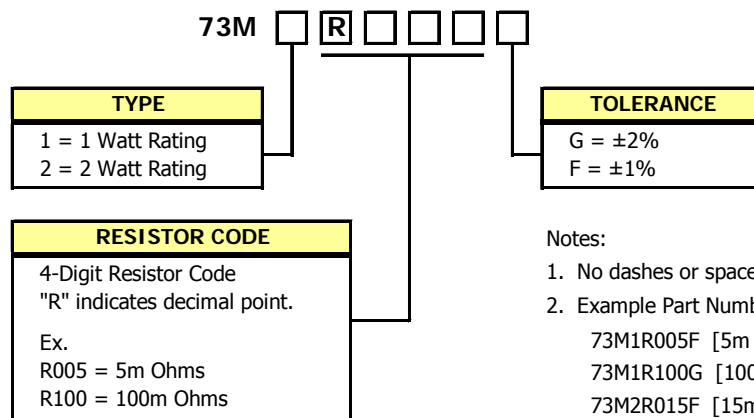 73M R
TYPE
1 = 1 Watt Rating
2 = 2 Watt Rating
TOLERANCE
G = ±2%
F = ±1%
RESISTOR CODE
4-Digit Resistor Code
"R" indicates decimal point.
Ex.
R005 = 5m Ohms
R100 = 100m Ohms
Notes:
1. No dashes or space
2. Example Part Numb
73M1R005F [5m
73M1R100G [100
73M2R015F [15m